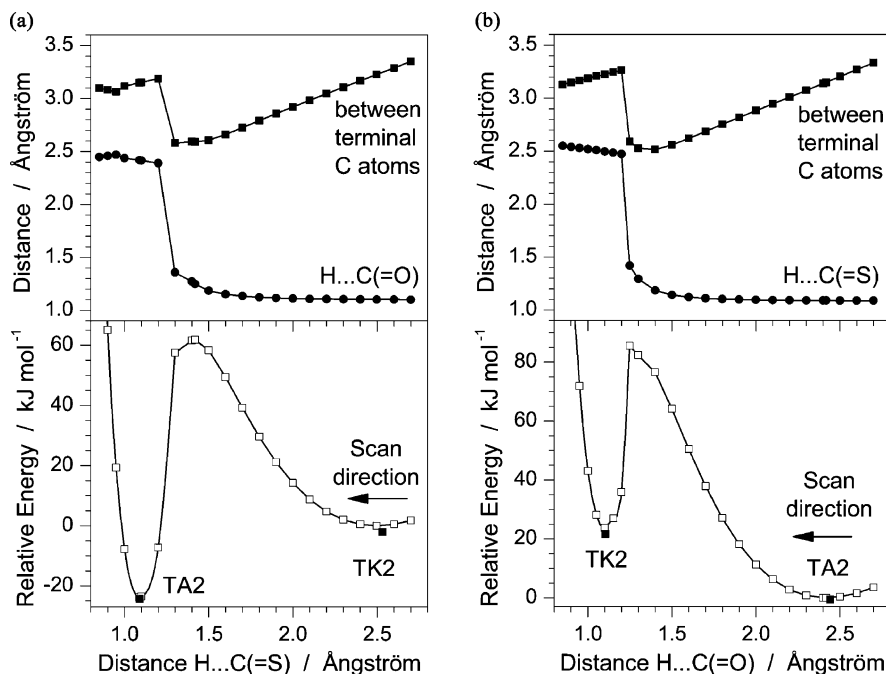 (a)
3.5
3.0
2.5
2.0
1.5
1.0
Distance / Ångström
between
terminal
C atoms
H...C(=O)
60
40
20
0
-20
Relative Energy / kJ mol⁻¹
Scan
direction
TA2
TK2
1.0 1.5 2.0 2.5
Distance H...C(=S) / Ångström
(b)
3.5
3.0
2.5
2.0
1.5
1.0
Distance / Ångström
between
terminal
C atoms
H...C(=S)
80
60
40
20
0
Relative Energy / kJ mol⁻¹
Scan
direction
TK2
TA2
1.0 1.5 2.0 2.5
Distance H...C(=O) / Ångström